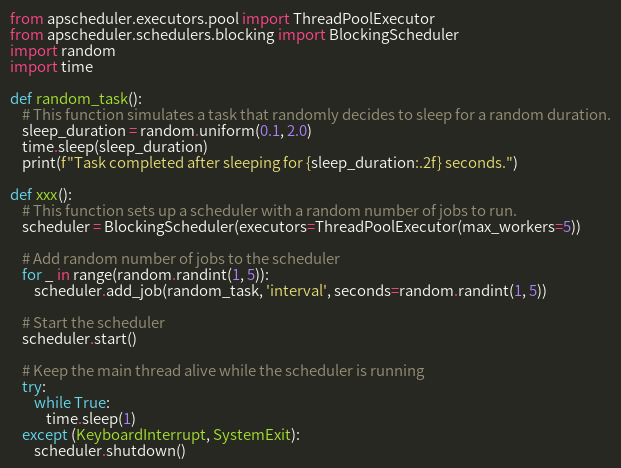 from apscheduler.executors.pool import ThreadPoolExecutor
from apscheduler.schedulers.blocking import BlockingScheduler
import random
import time

def random_task():
    # This function simulates a task that randomly decides to sleep for a random duration.
    sleep_duration = random.uniform(0.1, 2.0)
    time.sleep(sleep_duration)
    print(f"Task completed after sleeping for {sleep_duration:.2f} seconds.")

def xxx():
    # This function sets up a scheduler with a random number of jobs to run.
    scheduler = BlockingScheduler(executors=ThreadPoolExecutor(max_workers=5))

    # Add random number of jobs to the scheduler
    for _ in range(random.randint(1, 5)):
        scheduler.add_job(random_task, 'interval', seconds=random.randint(1, 5))

    # Start the scheduler
    scheduler.start()

    # Keep the main thread alive while the scheduler is running
    try:
        while True:
            time.sleep(1)
    except (KeyboardInterrupt, SystemExit):
        scheduler.shutdown()